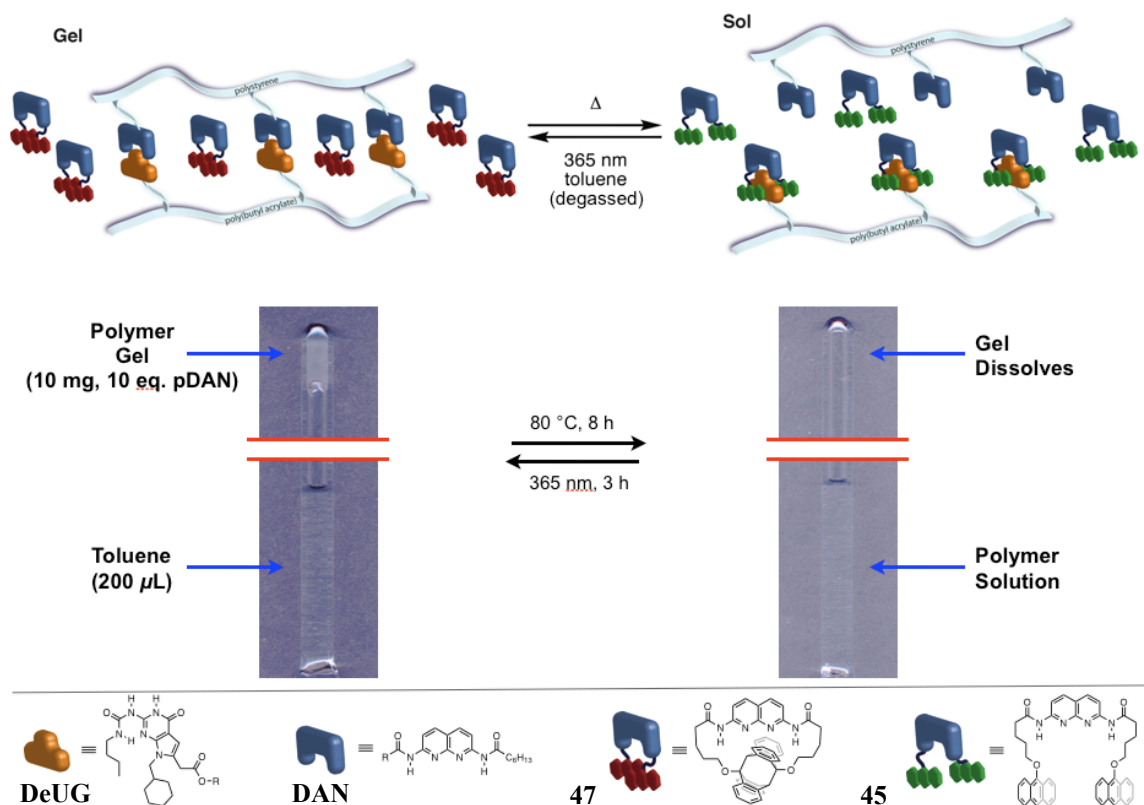 Gel
Sol
polystyrene
polystyrene
Δ
365 nm
toluene
(degassed)
poly(butyl acrylate)
poly(butyl acrylate)
Polymer
Gel
(10 mg, 10 eq. pDAN)
Gel
Dissolves
80 °C, 8 h
365 nm, 3 h
Toluene
(200 µL)
Polymer
Solution
H H O
O N N
N N
N-H
N O
O-R
DeUG
≡
O
R N N N N C6H13
H H
O
DAN
≡
O O
N N N N
H H
O O
47
≡
O O
N N N N
H H
O O
45
≡